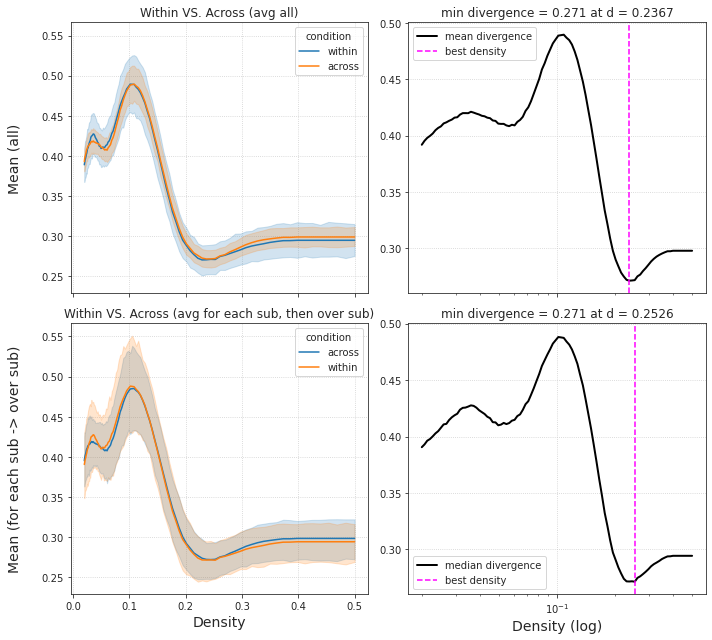 Within VS. Across (avg all)
Mean (all)
0.55
0.50
0.45
0.40
0.35
0.30
0.25
condition
within
across
min divergence = 0.271 at d = 0.2367
0.50
0.45
0.40
0.35
0.30
mean divergence
best density
Within VS. Across (avg for each sub, then over sub)
Mean (for each sub -> over sub)
0.55
0.50
0.45
0.40
0.35
0.30
0.25
condition
across
within
0.0
0.1
0.2
0.3
0.4
0.5
Density
min divergence = 0.271 at d = 0.2526
0.50
0.45
0.40
0.35
0.30
median divergence
best density
10⁻¹
Density (log)